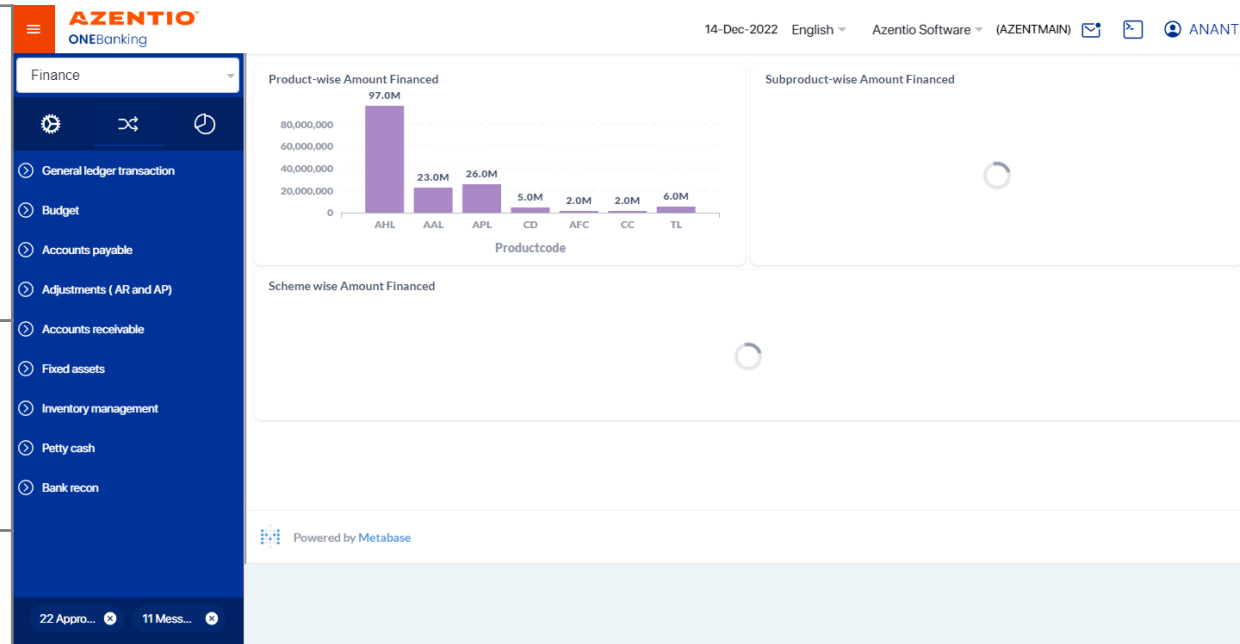 AZENTIO™
ONEBanking
14-Dec-2022 English Azentio Software (AZENTMAIN) ANANT
Finance
General ledger transaction
Budget
Accounts payable
Adjustments ( AR and AP)
Accounts receivable
Fixed assets
Inventory management
Petty cash
Bank recon
22 Appro...
11 Mess...
Product-wise Amount Financed
97.0M
80,000,000
60,000,000
40,000,000
20,000,000
0
23.0M
26.0M
5.0M
2.0M
2.0M
6.0M
AHL AAL APL CD AFC CC TL
Productcode
Subproduct-wise Amount Financed
Scheme wise Amount Financed
Powered by Metabase